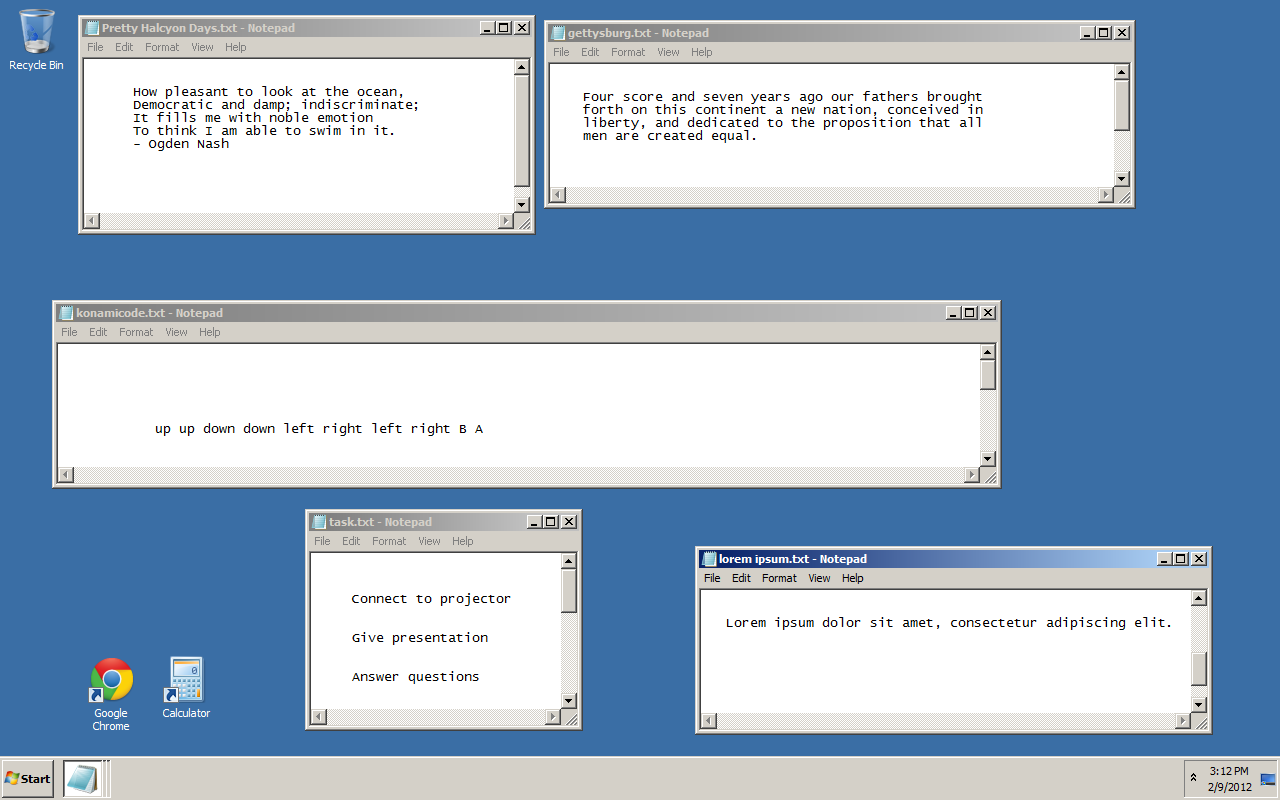 Recycle Bin
Pretty Halcyon Days.txt - Notepad
File Edit Format View Help
How pleasant to look at the ocean,
Democratic and damp; indiscriminate;
It fills me with noble emotion
To think I am able to swim in it.
- Ogden Nash
gettysburg.txt - Notepad
File Edit Format View Help
Four score and seven years ago our fathers brought
forth on this continent a new nation, conceived in
liberty, and dedicated to the proposition that all
men are created equal.
konamicode.txt - Notepad
File Edit Format View Help
up up down down left right left right B A
task.txt - Notepad
File Edit Format View Help
Connect to projector
Give presentation
Answer questions
lorem ipsum.txt - Notepad
File Edit Format View Help
Lorem ipsum dolor sit amet, consectetur adipiscing elit.
Google
Chrome
0
Calculator
Start
3:12 PM
2/9/2012